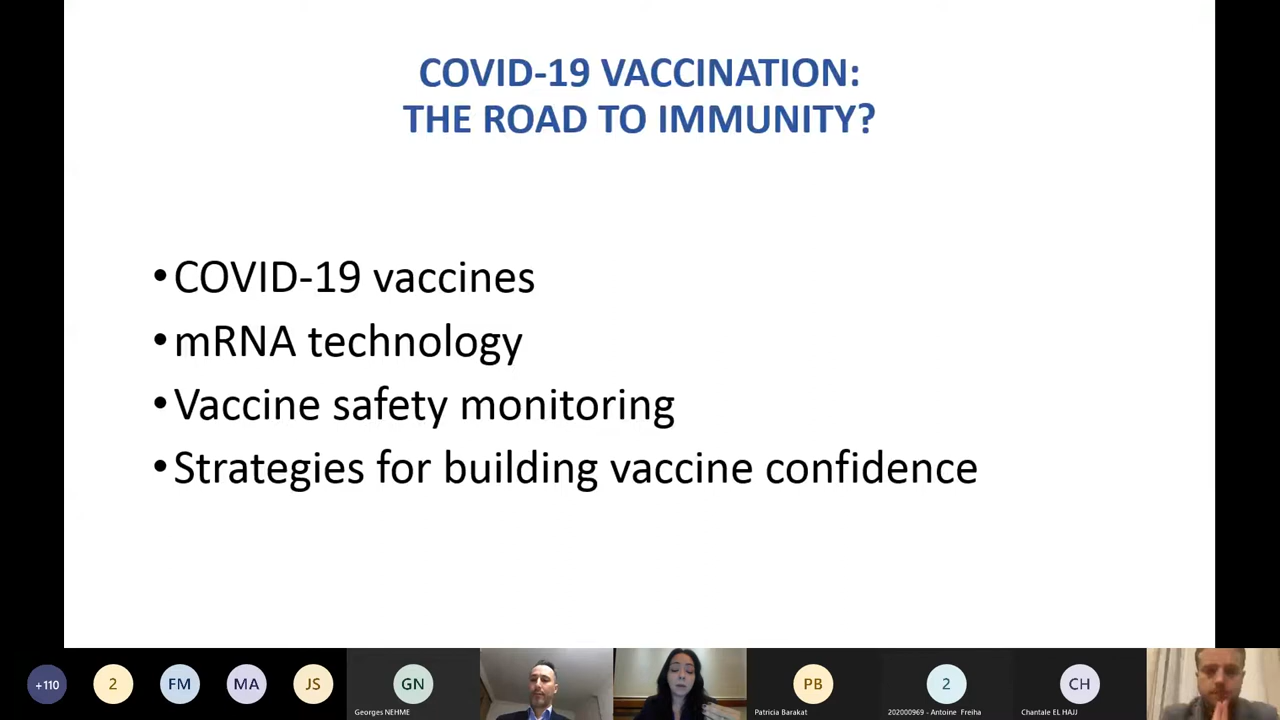 COVID-19 VACCINATION:
THE ROAD TO IMMUNITY?
•COVID-19 vaccines
•mRNA technology
•Vaccine safety monitoring
•Strategies for building vaccine confidence
+110
2
FM
MA
JS
GN
Georges NEHME
PB
Patricia Barakat
2
202000969 - Antoine Freiha
CH
Chantale EL HAJJ